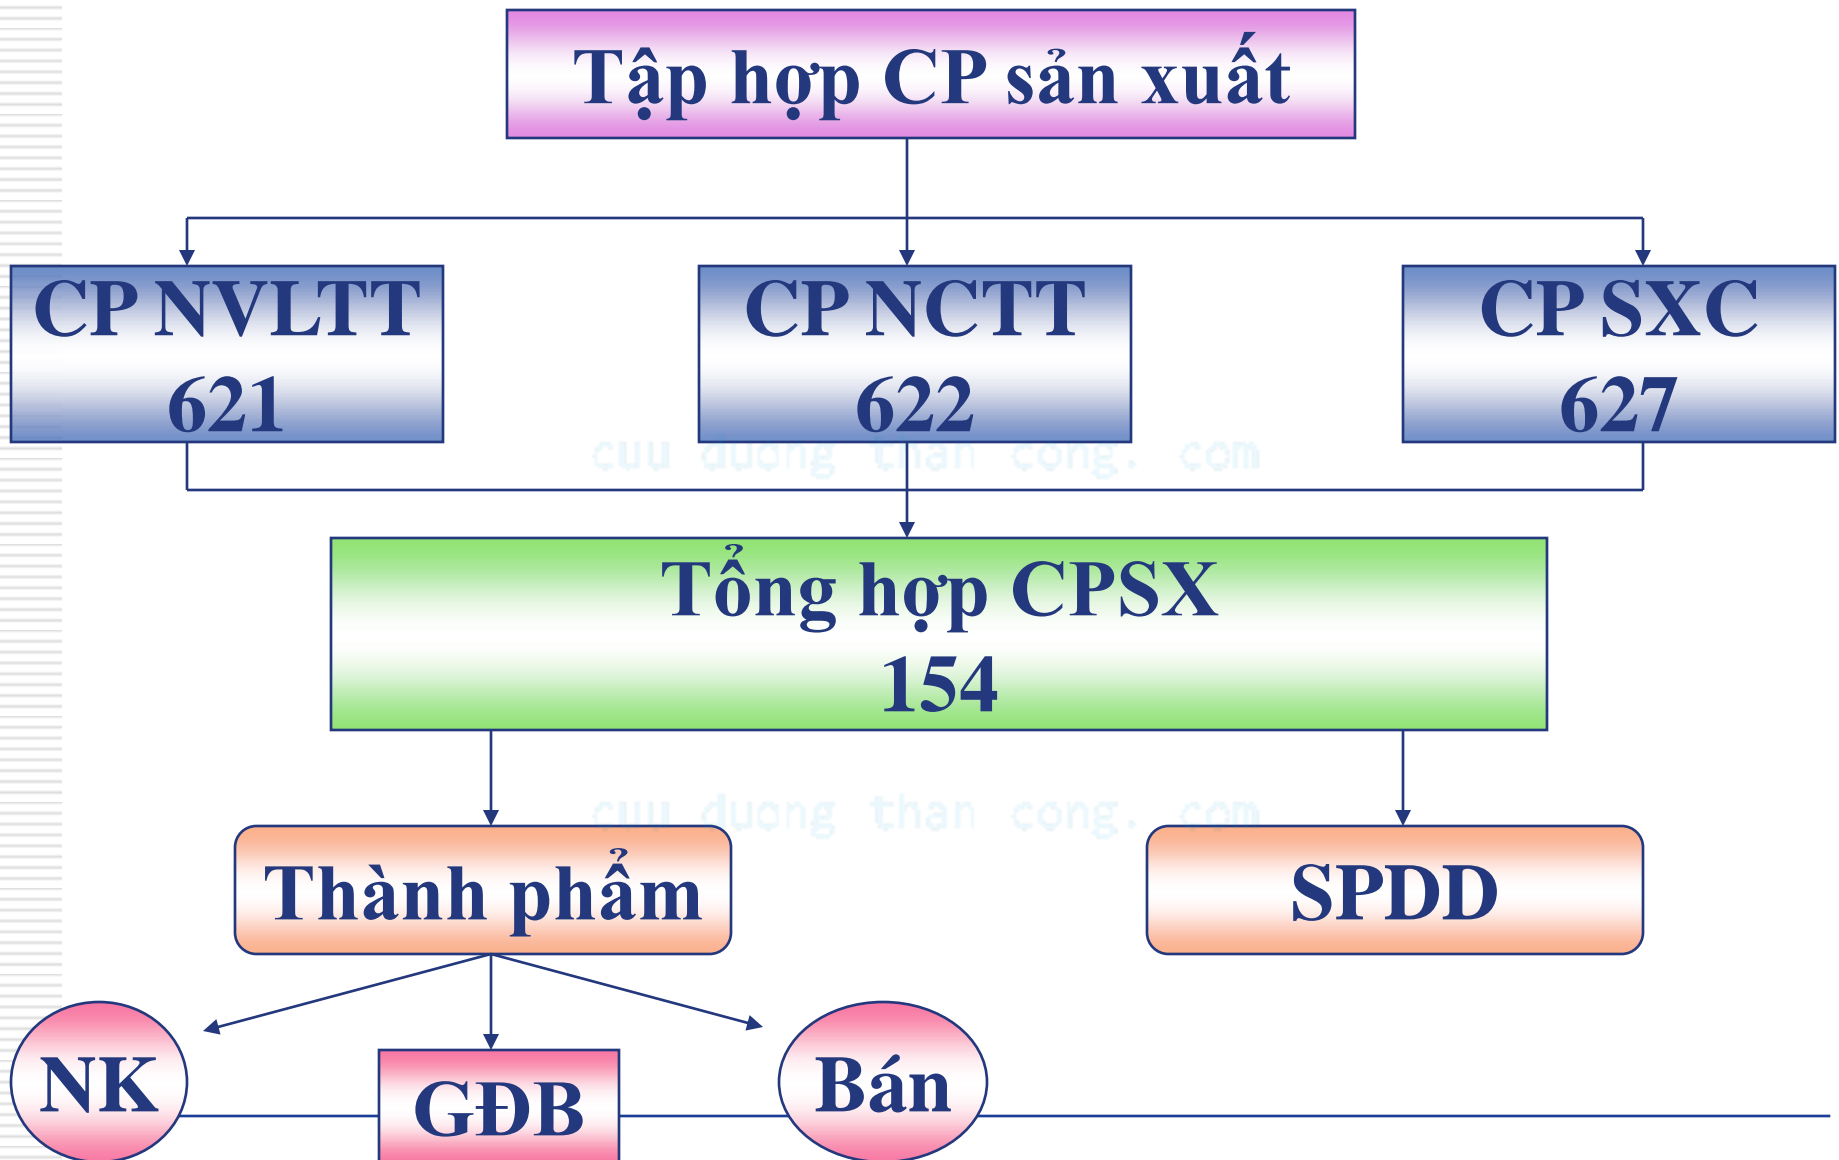 Tập hợp CP sản xuất
CP NVLTT
621
CP NCTT
622
CP SXC
627
cuu duong than cong. com
Tổng hợp CPSX
154
cuu duong than cong. com
Thành phẩm
SPDD
NK
GĐB
Bán